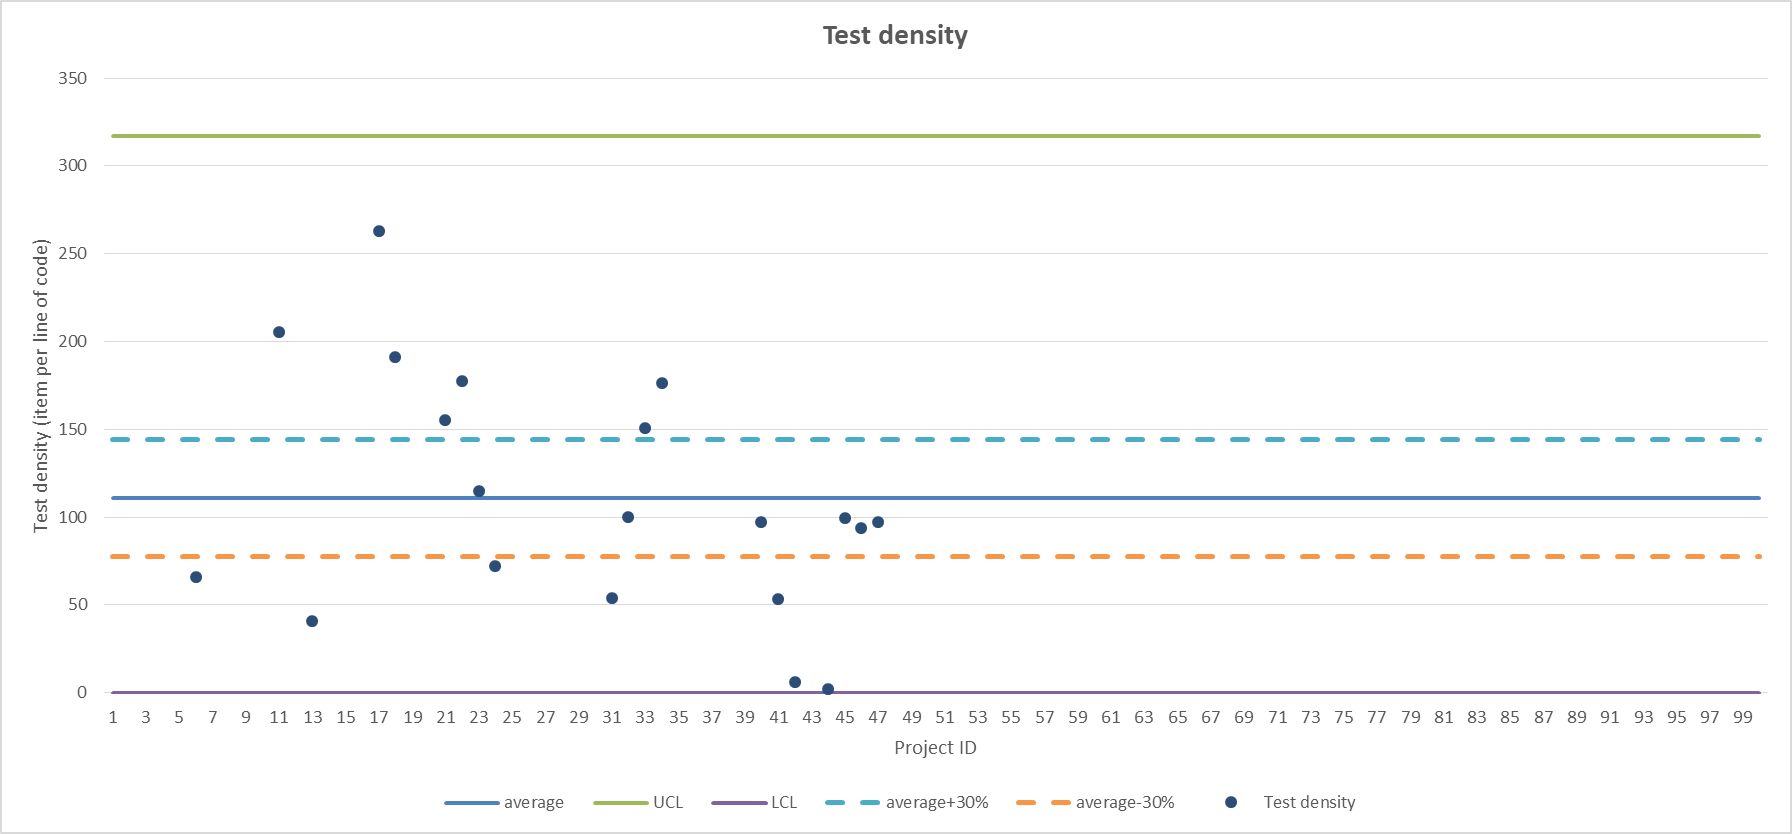 Test density
350
300
250
200
150
100
50
0
Test density (item per line of code)
1 3 5 7 9 11 13 15 17 19 21 23 25 27 29 31 33 35 37 39 41 43 45 47 49 51 53 55 57 59 61 63 65 67 69 71 73 75 77 79 81 83 85 87 89 91 93 95 97 99
Project ID
average UCL LCL average+30% average-30% Test density